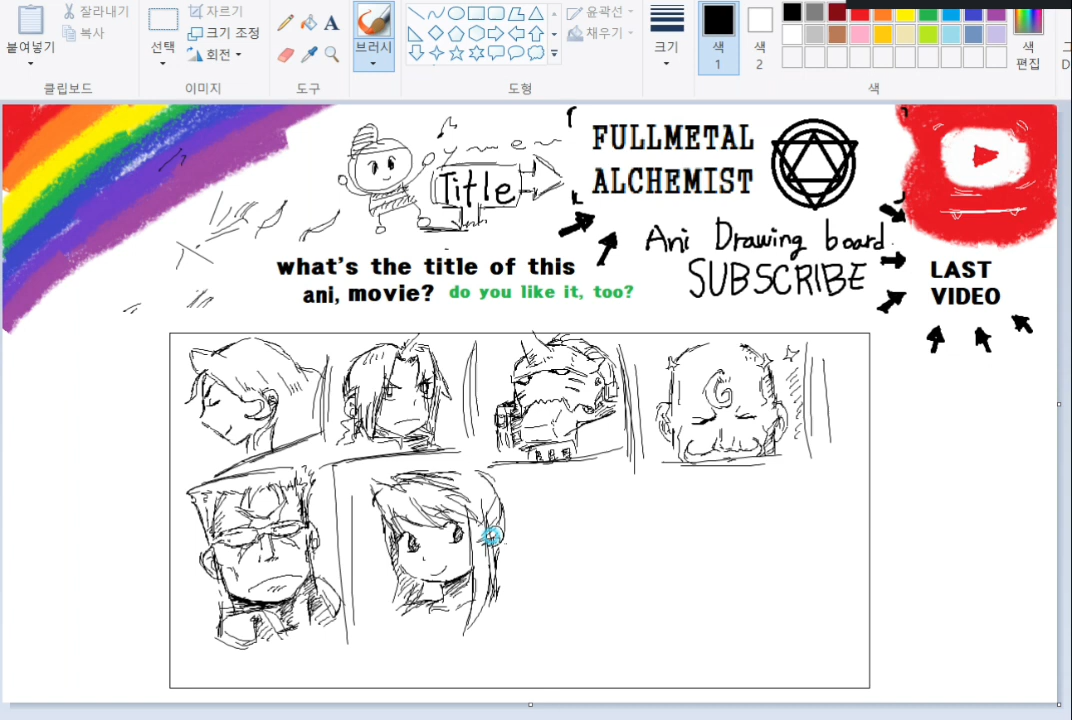 잘라내기
붙여넣기
복사
클립보드
선택
자르기
크기 조정
회전
이미지
A
도구
브러시
윤곽선
채우기
도형
크기
색
1
색
2
색
편집
색
Title
FULLMETAL
ALCHEMIST
Ani Drawing board.
SUBSCRIBE
what's the title of this
ani, movie? do you like it, too?
LAST
VIDEO